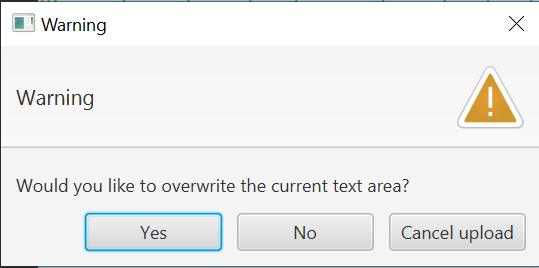 Warning
Warning
Would you like to overwrite the current text area?
Yes No Cancel upload